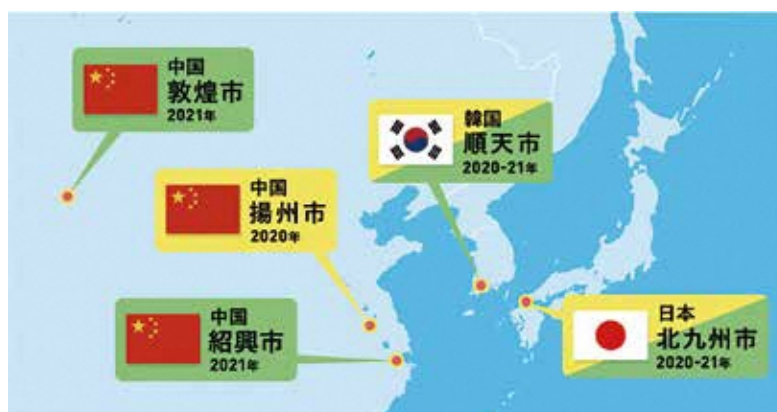 中国
敦煌市
2021年
韓国
順天市
2020-21年
中国
揚州市
2020年
中国
紹興市
2021年
日本
北九州市
2020-21年